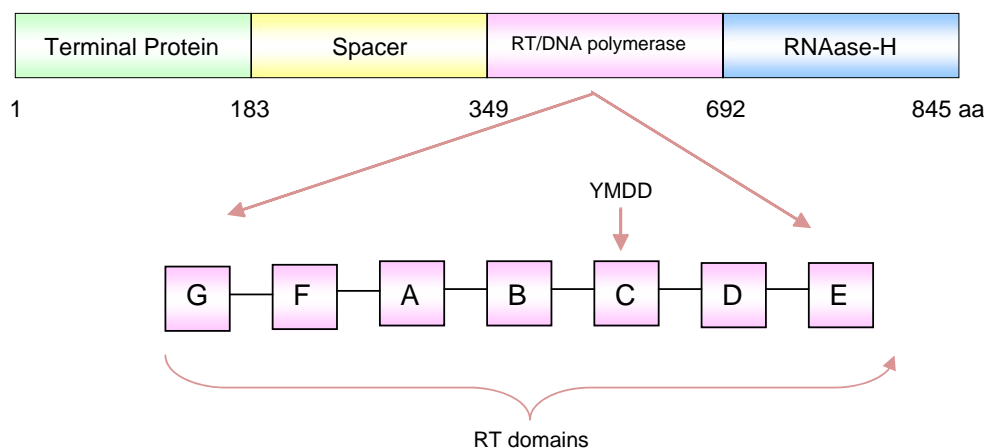 Terminal Protein Spacer RT/DNA polymerase RNAase-H
1 183 349 692 845 aa
YMDD
G F A B C D E
RT domains